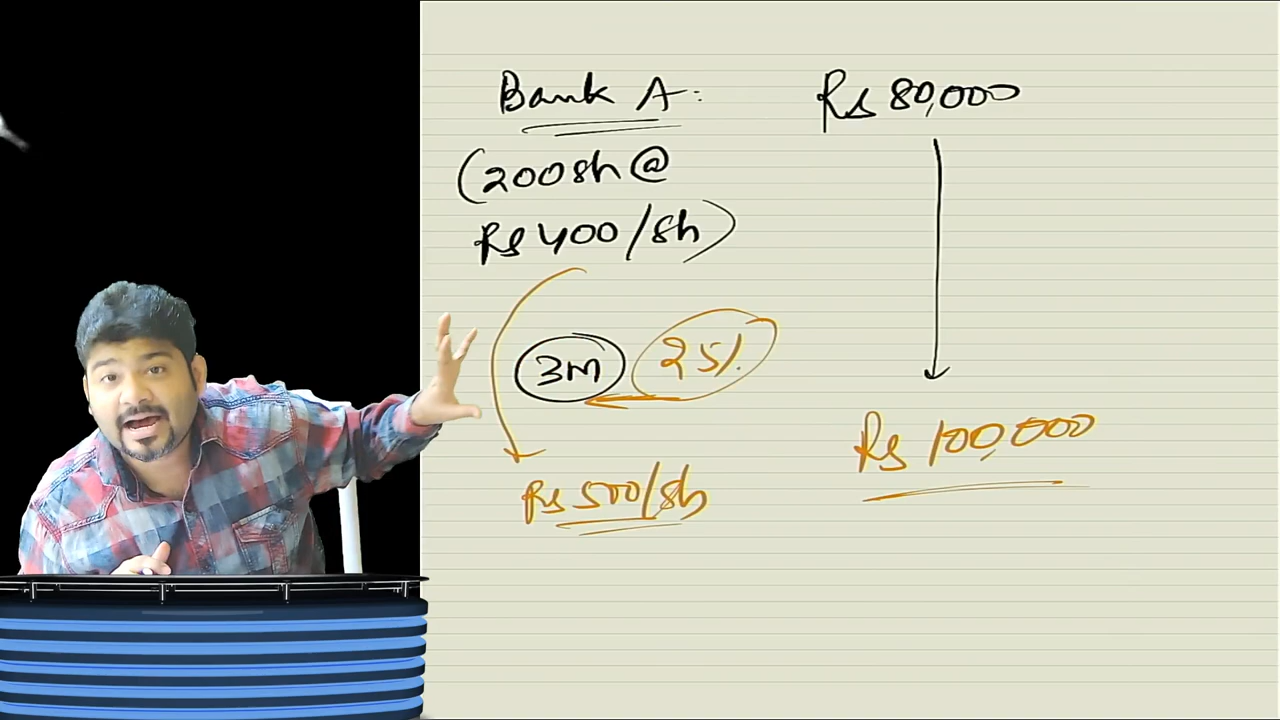 Bank A:
Rs 80,000
(200sh @
Rs 400/sh)
3m
25%
Rs 500/sh
Rs 100,000